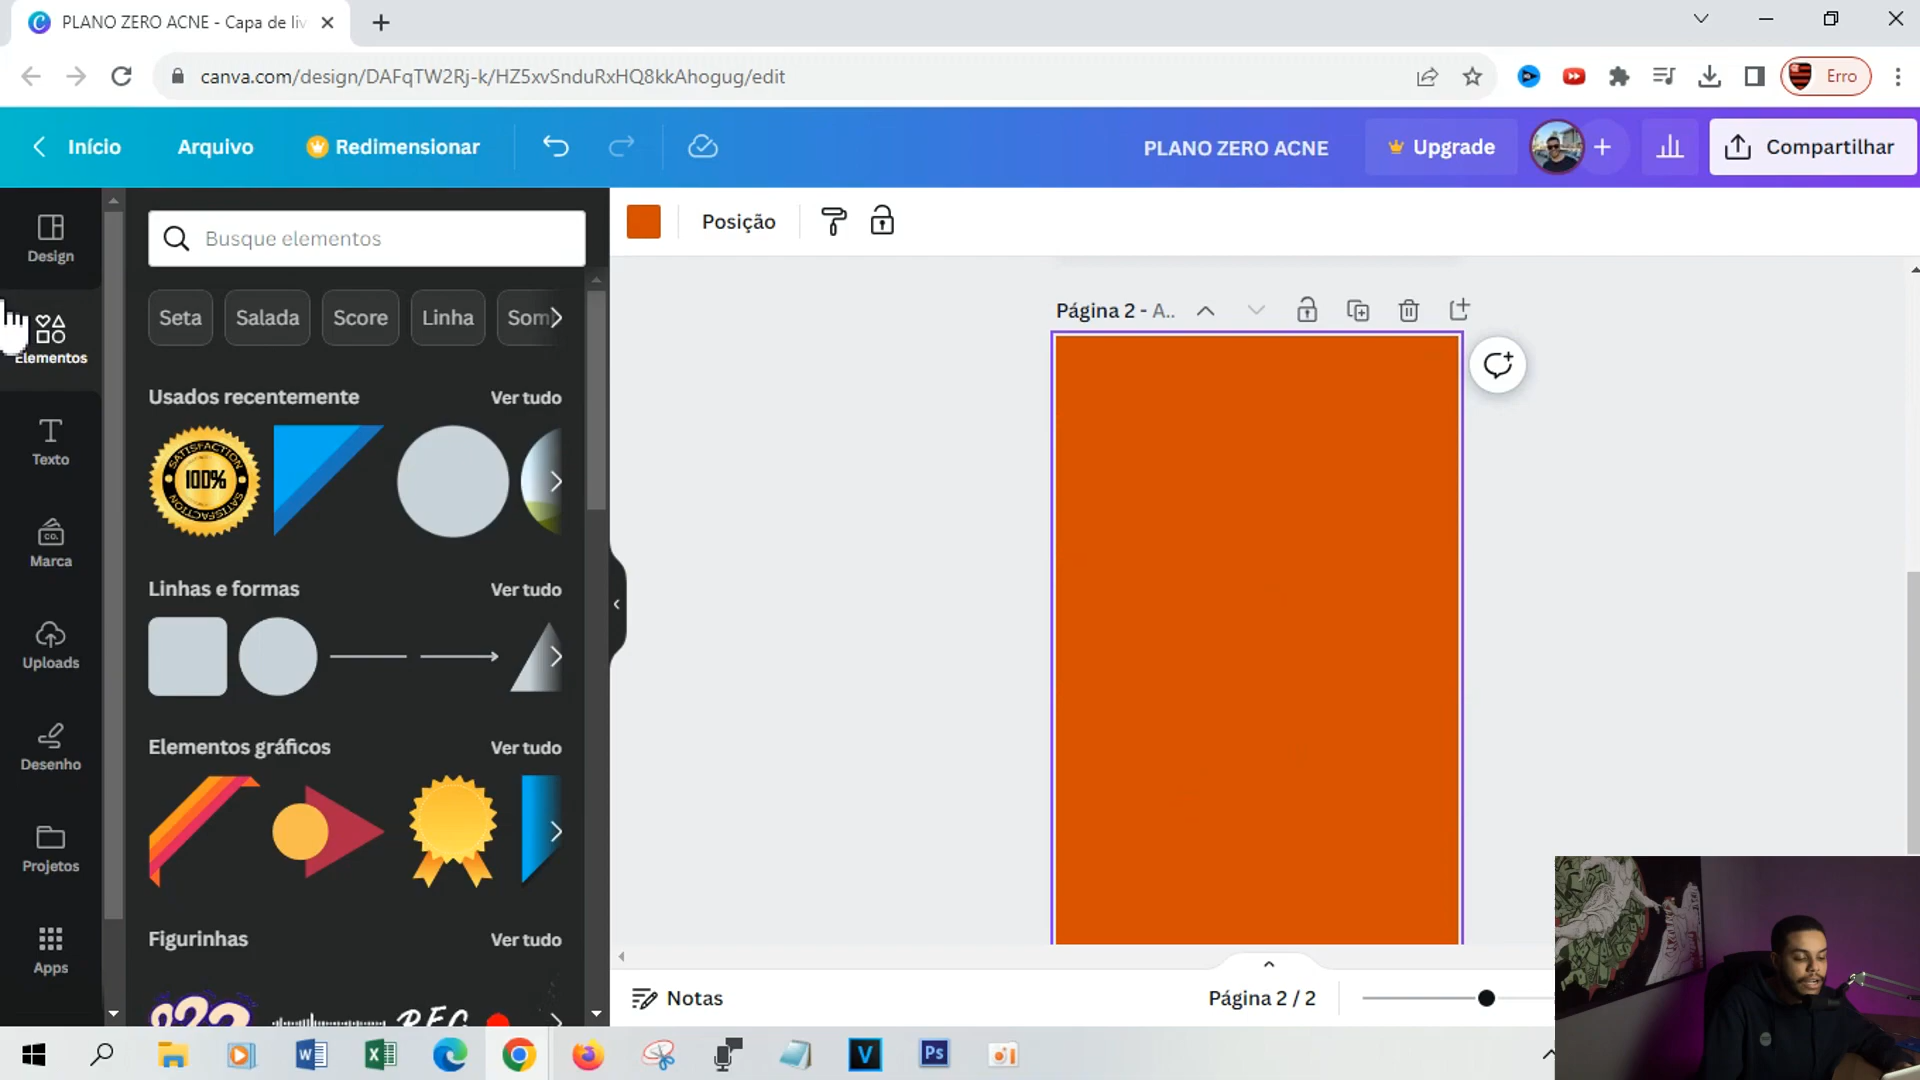 PLANO ZERO ACNE - Capa de liv
canva.com/design/DAFqTW2Rj-k/HZ5xvSnduRxHQ8kkAhogug/edit
Erro
Início
Arquivo
Redimensionar
PLANO ZERO ACNE
Upgrade
Compartilhar
Design
Elementos
Texto
Marca
CO.
Uploads
Desenho
Projetos
Apps
Busque elementos
Seta
Salada
Score
Linha
Som
Usados recentemente
Ver tudo
SATISFACTION
100%
SATISFACTION
Linhas e formas
Ver tudo
Elementos gráficos
Ver tudo
Figurinhas
Ver tudo
REC
Posição
Página 2 - A..
Notas
Página 2 / 2